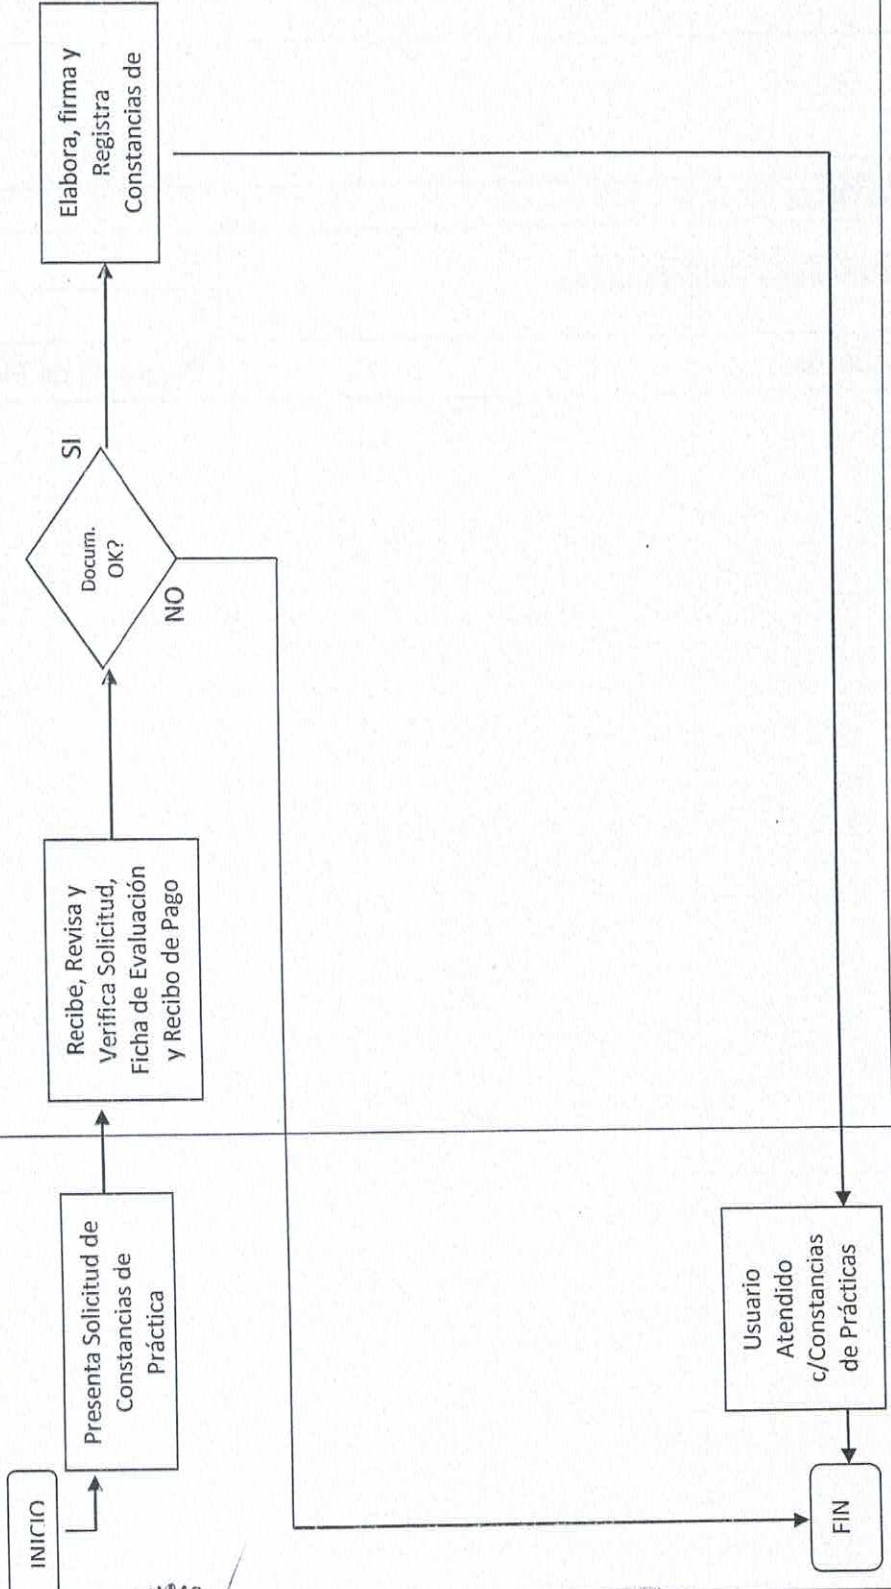 INICIO
Presenta Solicitud de
Constancias de
Práctica
Recibe, Revisa y
Verifica Solicitud,
Ficha de Evaluación
y Recibo de Pago
Docum.
OK?
SI
NO
Elabora, firma y
Registra
Constancias de
Usuario
Atendido
c/Constancias
de Prácticas
FIN